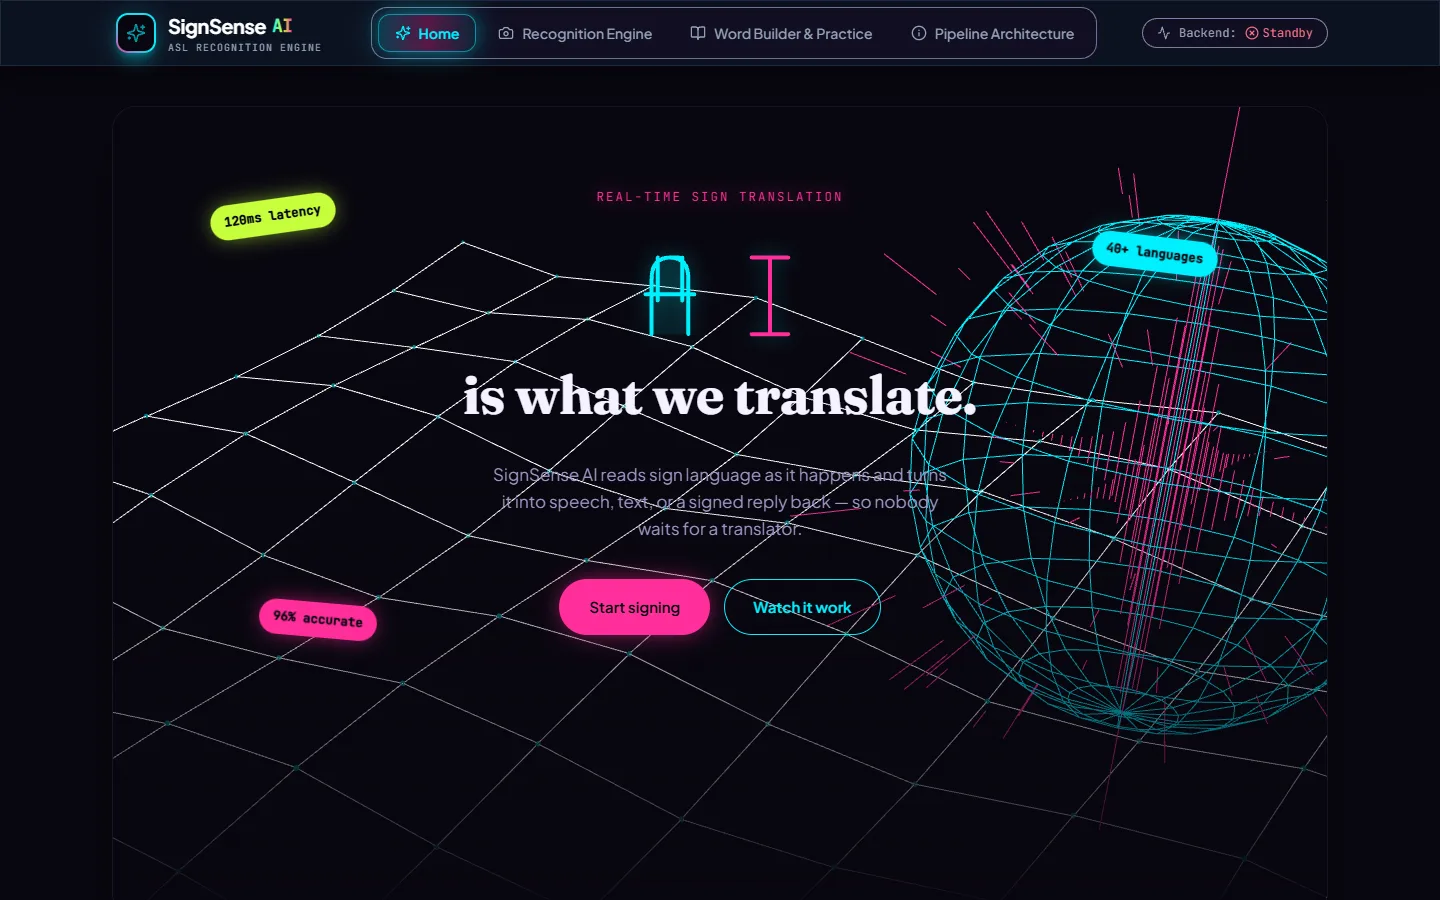 SignSense AI
ASL RECOGNITION ENGINE
Home
Recognition Engine
Word Builder & Practice
Pipeline Architecture
Backend: Standby
120ms latency
REAL-TIME SIGN TRANSLATION
40+ languages
AI
is what we translate.
SignSense AI reads sign language as it happens and turns
it into speech, text, or a signed reply back — so nobody
waits for a translator.
96% accurate
Start signing
Watch it work